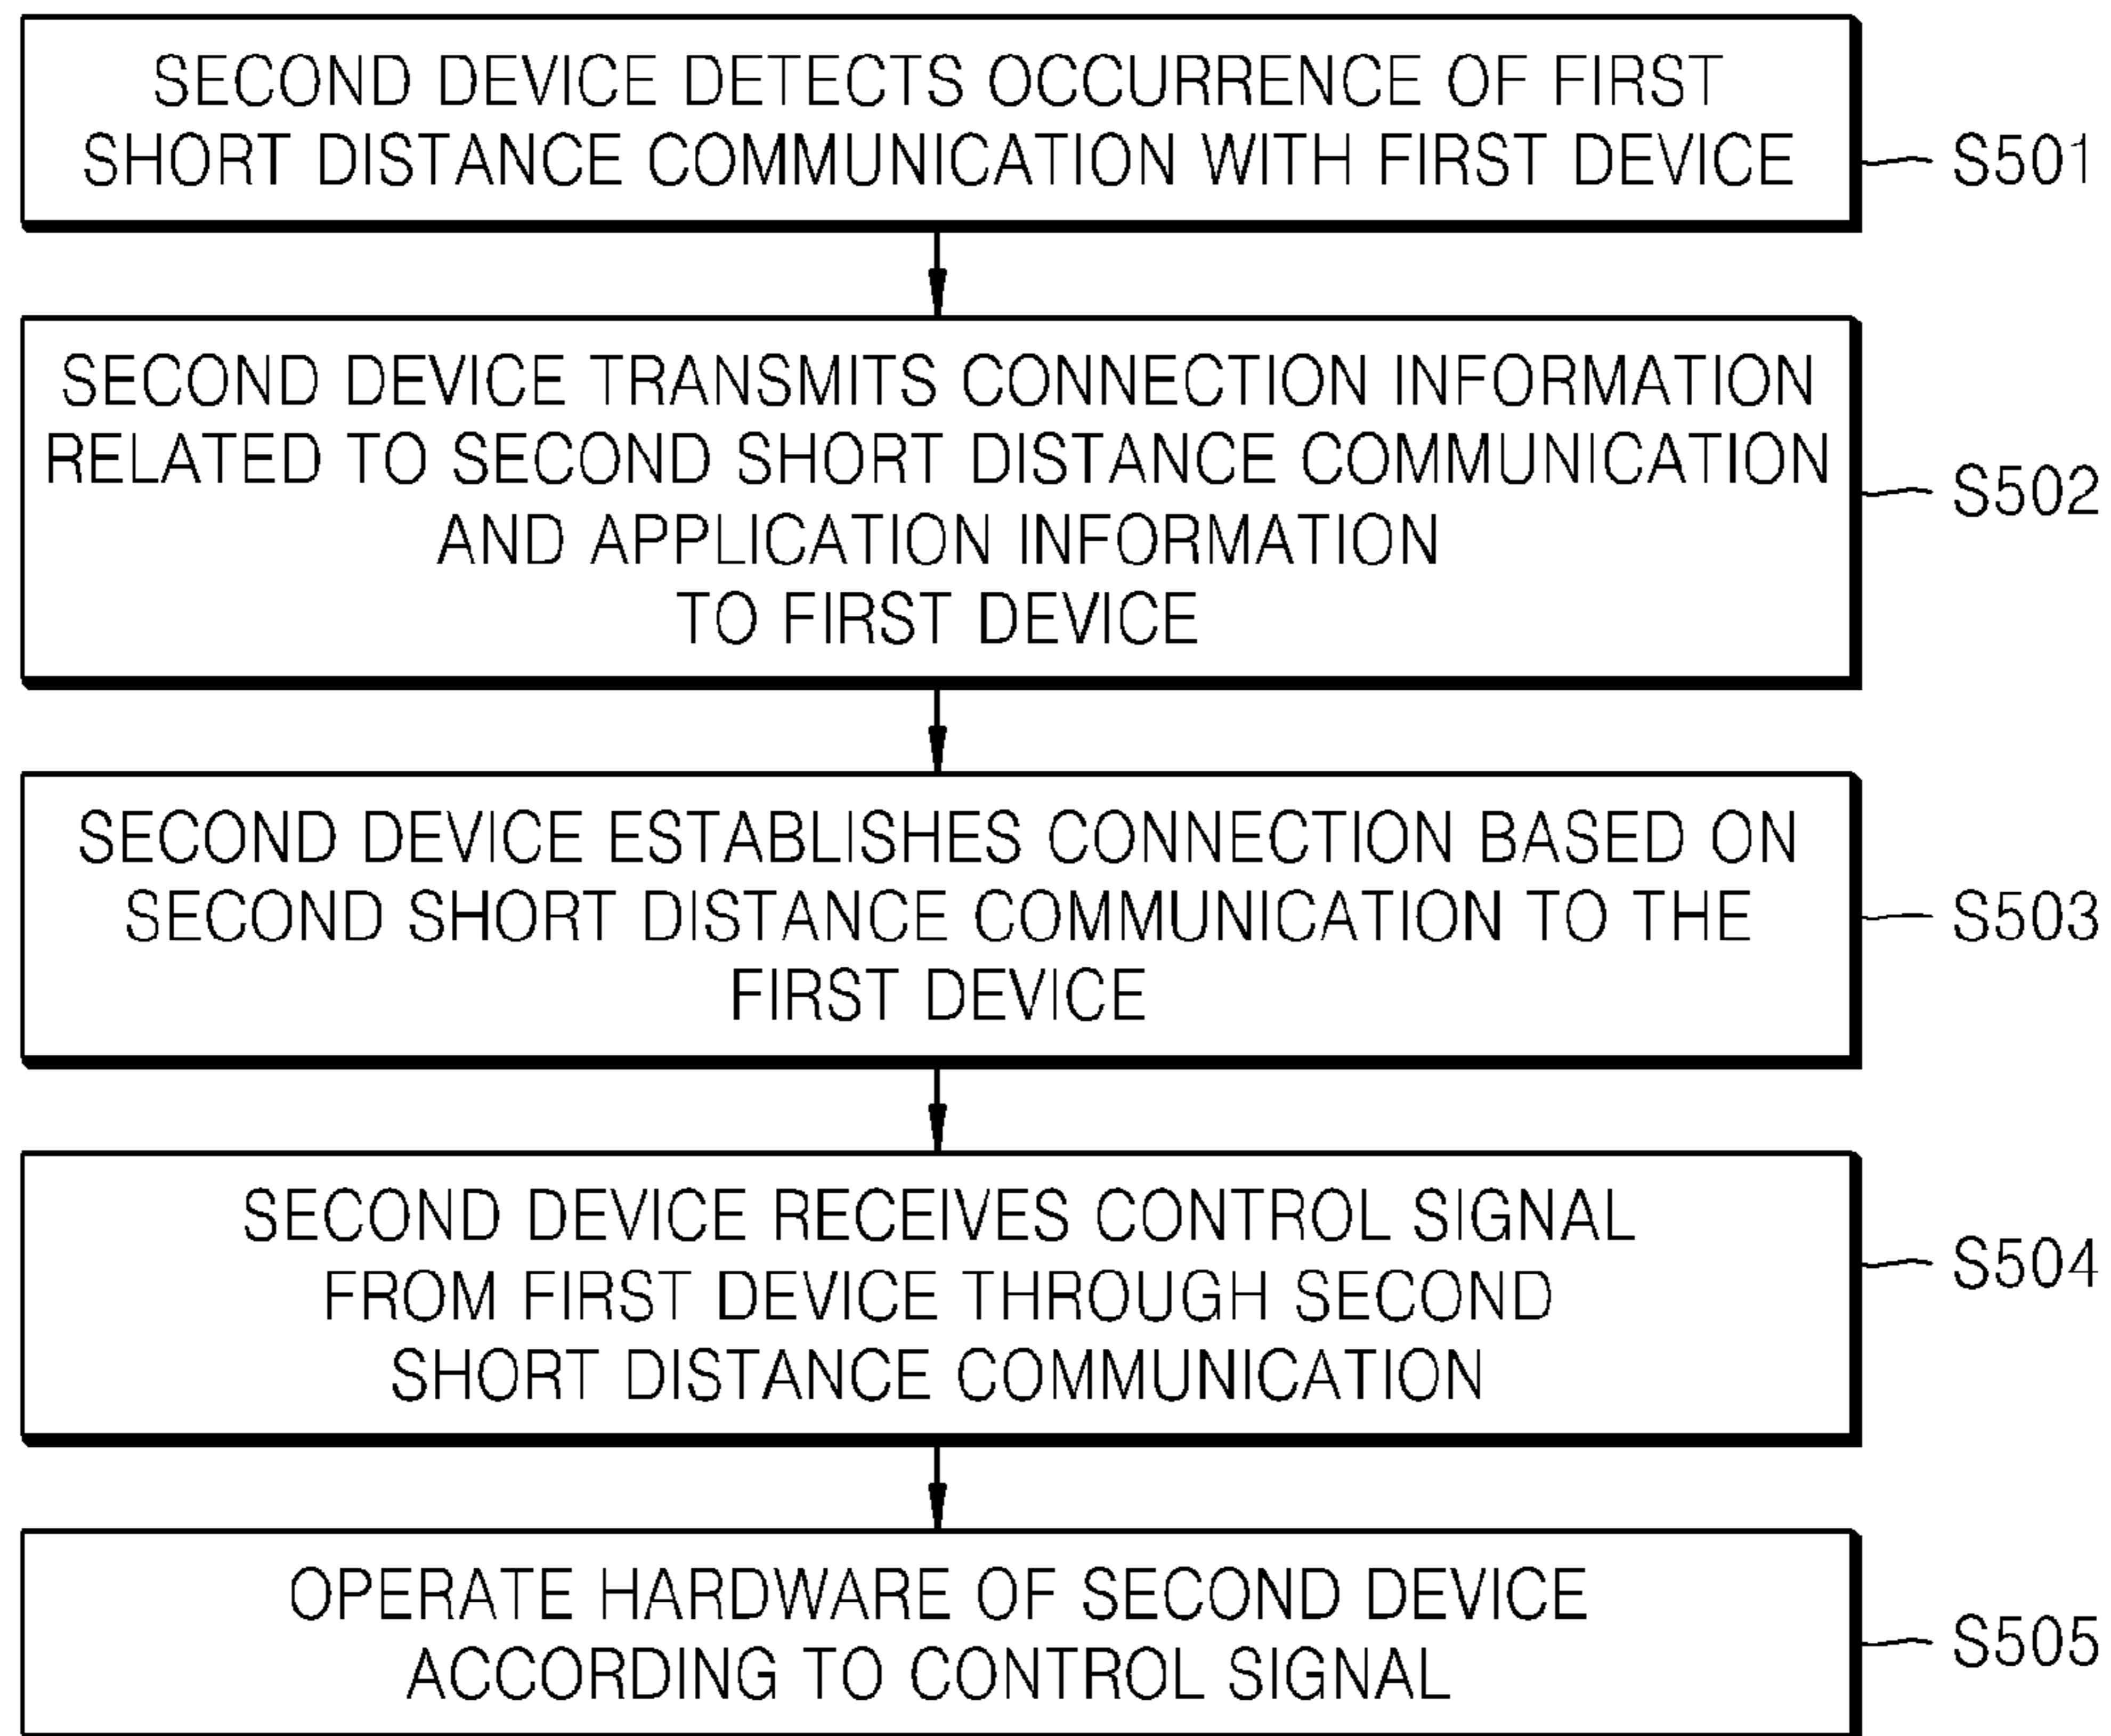 SECOND DEVICE DETECTS OCCURRENCE OF FIRST
SHORT DISTANCE COMMUNICATION WITH FIRST DEVICE
S501
SECOND DEVICE TRANSMITS CONNECTION INFORMATION
RELATED TO SECOND SHORT DISTANCE COMMUNICATION
AND APPLICATION INFORMATION
TO FIRST DEVICE
S502
SECOND DEVICE ESTABLISHES CONNECTION BASED ON
SECOND SHORT DISTANCE COMMUNICATION TO THE
FIRST DEVICE
S503
SECOND DEVICE RECEIVES CONTROL SIGNAL
FROM FIRST DEVICE THROUGH SECOND
SHORT DISTANCE COMMUNICATION
S504
OPERATE HARDWARE OF SECOND DEVICE
ACCORDING TO CONTROL SIGNAL
S505